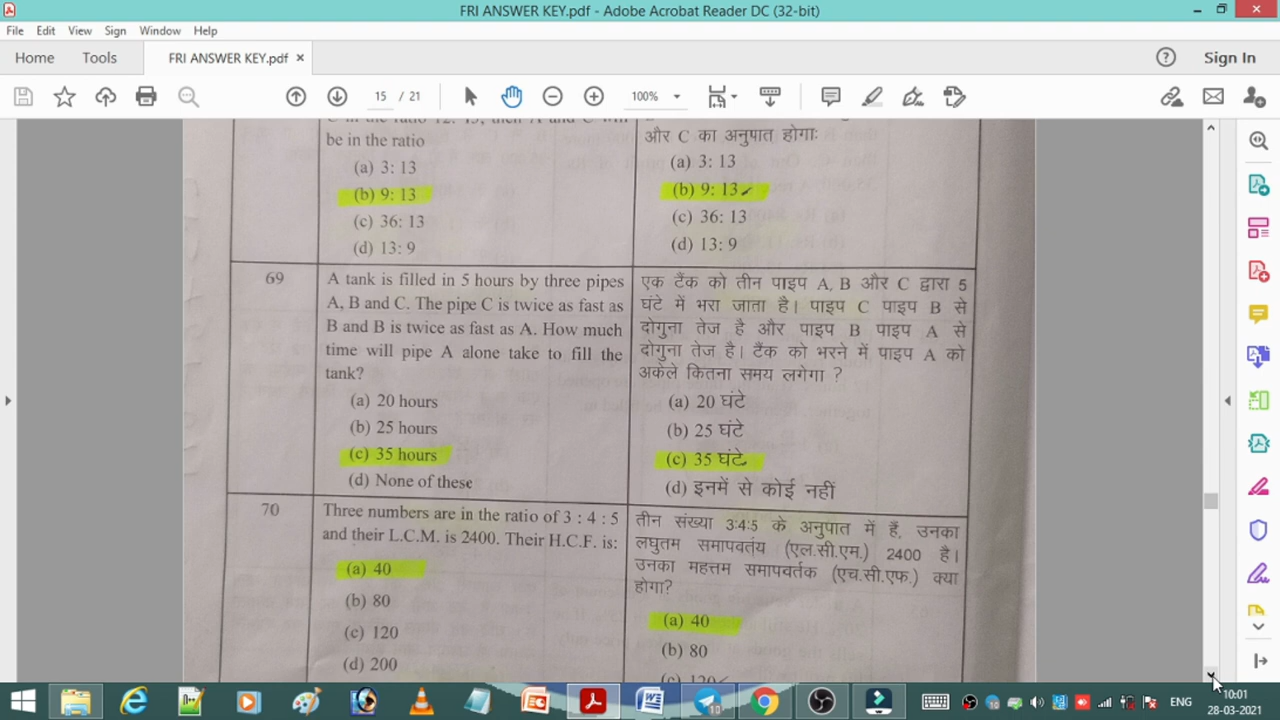 FRI ANSWER KEY.pdf - Adobe Acrobat Reader DC (32-bit)
File Edit View Sign Window Help
Home Tools FRI ANSWER KEY.pdf × Sign In
15 / 21 100%
be in the ratio
(a) 3: 13
(b) 9: 13
(c) 36: 13
(d) 13: 9
और C का अनुपात होगाः
(a) 3: 13
(b) 9: 13
(c) 36: 13
(d) 13: 9
69
A tank is filled in 5 hours by three pipes
A, B and C. The pipe C is twice as fast as
B and B is twice as fast as A. How much
time will pipe A alone take to fill the
tank?
(a) 20 hours
(b) 25 hours
(c) 35 hours
(d) None of these
एक टैंक को तीन पाइप A, B और C द्वारा 5
घंटे में भरा जाता है। पाइप C पाइप B से
दोगुना तेज है और पाइप B पाइप A से
दोगुना तेज है। टैंक को भरने में पाइप A को
अकेले कितना समय लगेगा ?
(a) 20 घंटे
(b) 25 घंटे
(c) 35 घंटे
(d) इनमें से कोई नहीं
70
Three numbers are in the ratio of 3 : 4 : 5
and their L.C.M. is 2400. Their H.C.F. is:
(a) 40
(b) 80
(c) 120
(d) 200
तीन संख्या 3:4:5 के अनुपात में हैं, उनका
लघुतम समापवर्तय (एल.सी.एम.) 2400 है।
उनका महत्तम समापवर्तक (एच.सी.एफ.) क्या
होगा?
(a) 40
(b) 80
ENG 10:01
28-03-2021